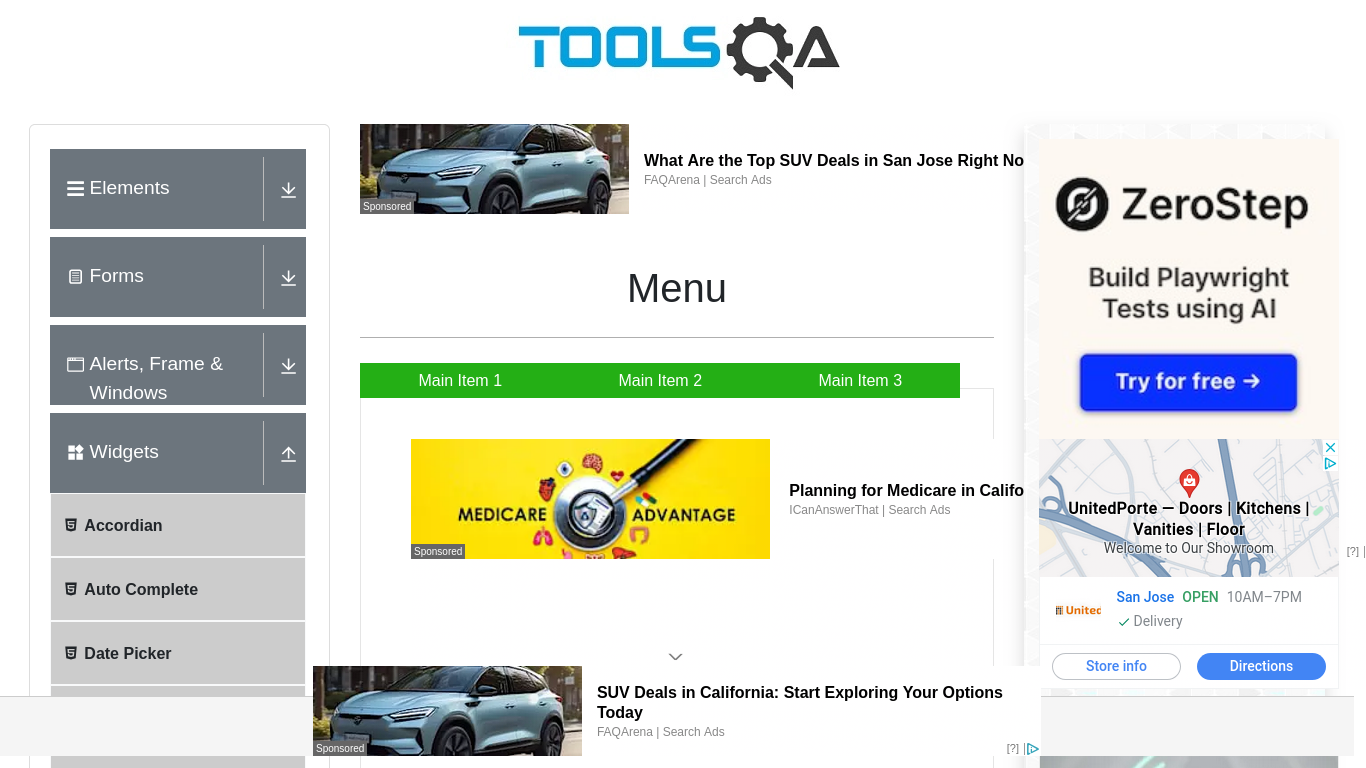 TOOLSQA
Elements
Forms
Alerts, Frame &
Windows
Widgets
Accordian
Auto Complete
Date Picker
Sponsored
What Are the Top SUV Deals in San Jose Right No
FAQArena | Search Ads
Menu
Main Item 1
Main Item 2
Main Item 3
MEDICARE ADVANTAGE
Sponsored
Planning for Medicare in Califo
ICanAnswerThat | Search Ads
Sponsored
SUV Deals in California: Start Exploring Your Options
Today
FAQArena | Search Ads
[?]
ZeroStep
Build Playwright
Tests using AI
Try for free →
UnitedPorte — Doors | Kitchens |
Vanities | Floor
Welcome to Our Showroom
[?]
United
San Jose OPEN 10AM–7PM
Delivery
Store info
Directions